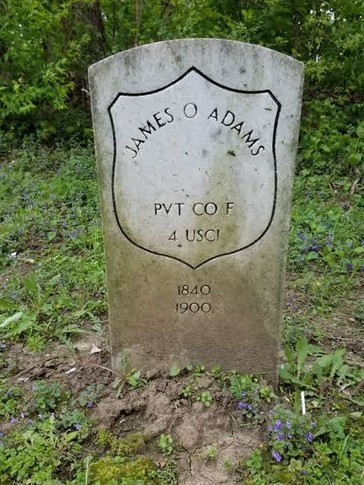 JAMES O ADAMS
PVT CO F
4 USCI
1840
1900